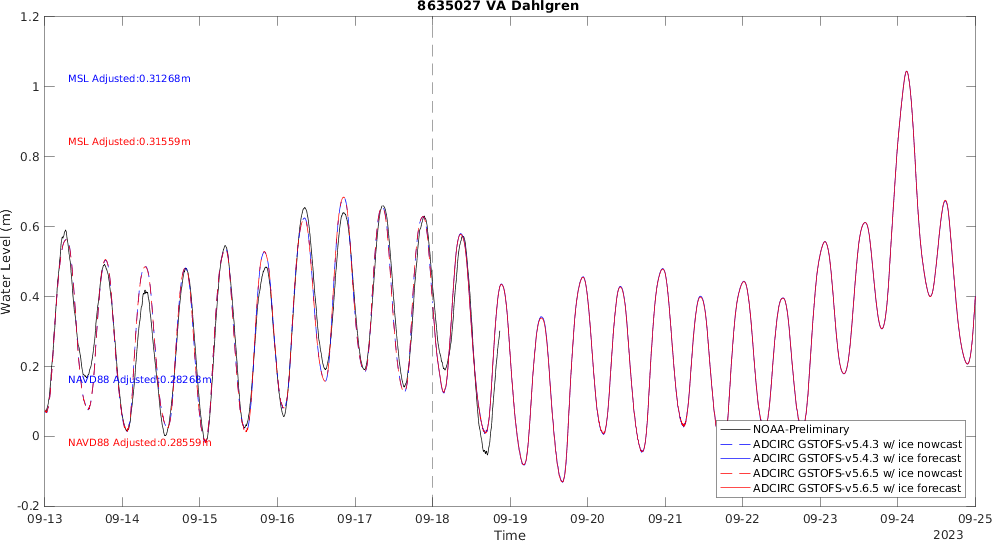 8635027 VA Dahlgren
1.2
1
0.8
0.6
0.4
0.2
0
-0.2
Water Level (m)
MSL Adjusted:0.31268m
MSL Adjusted:0.31559m
NAVD88 Adjusted:0.28268m
NAVD88 Adjusted:0.28559m
NOAA-Preliminary
ADCIRC GSTOFS-v5.4.3 w/ ice nowcast
ADCIRC GSTOFS-v5.4.3 w/ ice forecast
ADCIRC GSTOFS-v5.6.5 w/ ice nowcast
ADCIRC GSTOFS-v5.6.5 w/ ice forecast
09-13 09-14 09-15 09-16 09-17 09-18 09-19 09-20 09-21 09-22 09-23 09-24 09-25
Time
2023